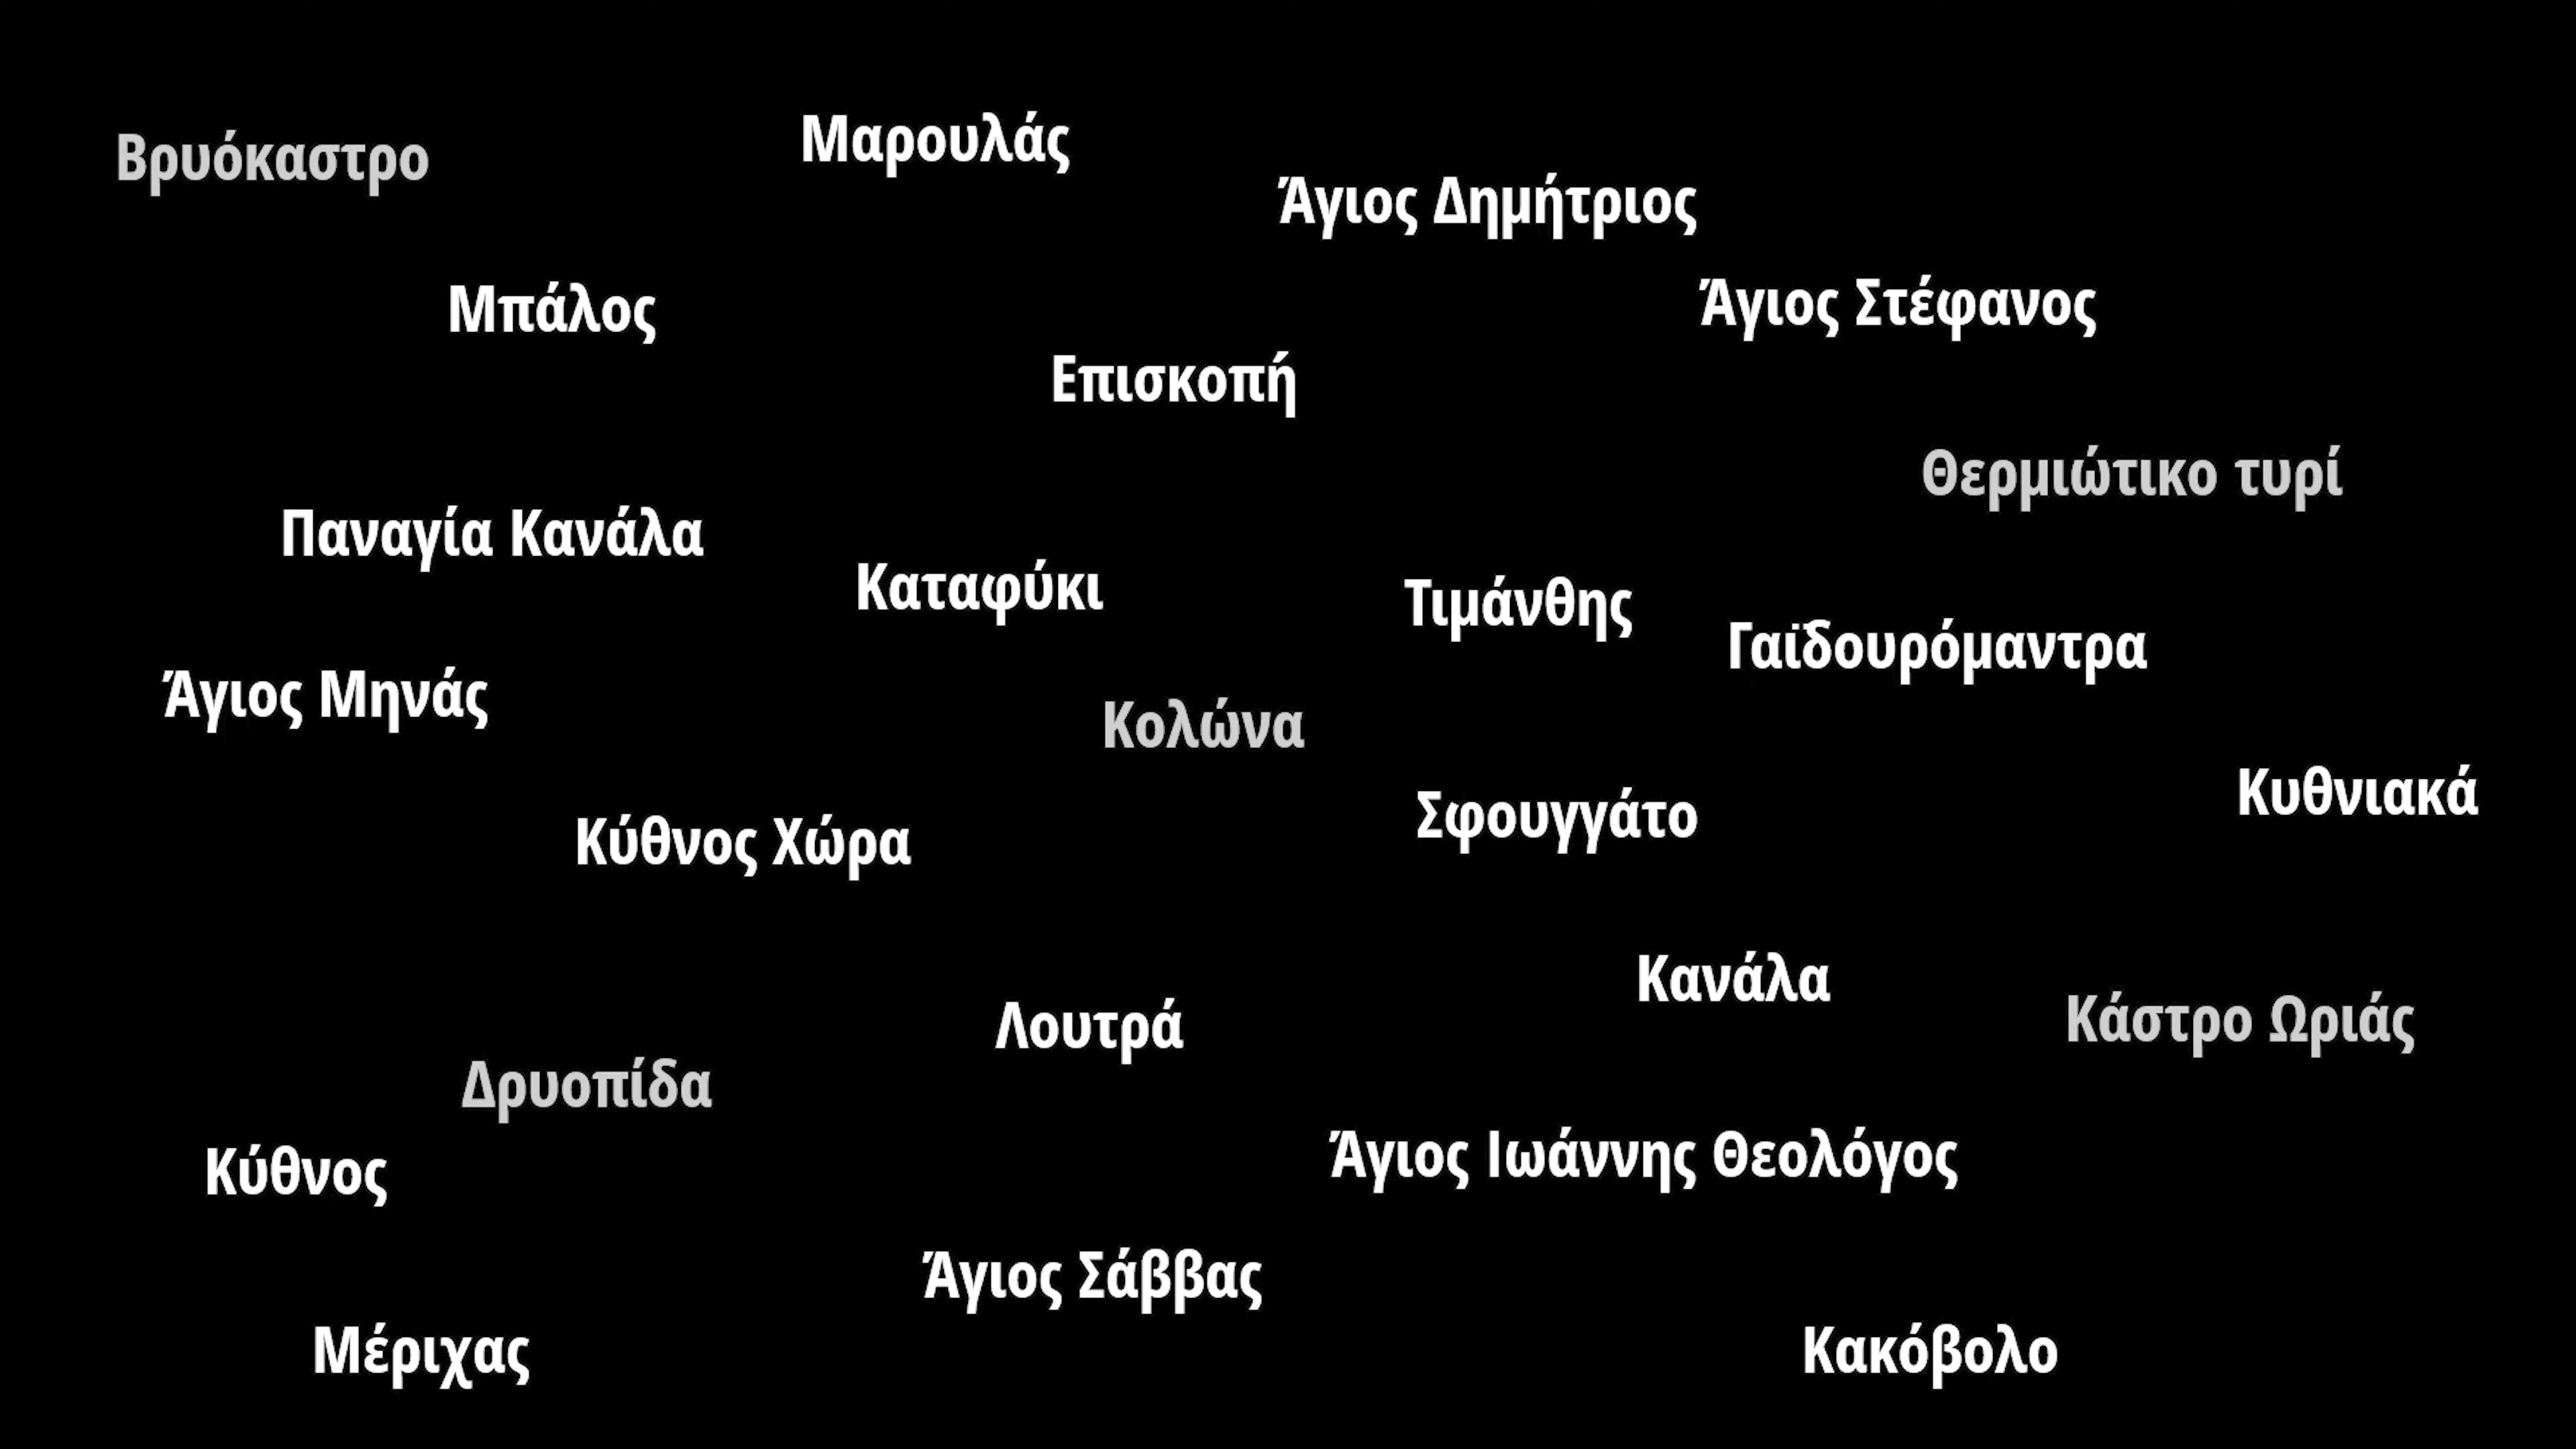 Μαρουλάς
Βρυόκαστρο
Άγιος Δημήτριος
Μπάλος
Άγιος Στέφανος
Επισκοπή
Θερμιώτικο τυρί
Παναγία Κανάλα
Καταφύκι
Τιμάνθης
Γαϊδουρόμαντρα
Άγιος Μηνάς
Κολώνα
Κυθνιακά
Σφουγγάτο
Κύθνος Χώρα
Κανάλα
Κάστρο Ωριάς
Λουτρά
Δρυοπίδα
Άγιος Ιωάννης Θεολόγος
Κύθνος
Άγιος Σάββας
Μέριχας
Κακόβολο